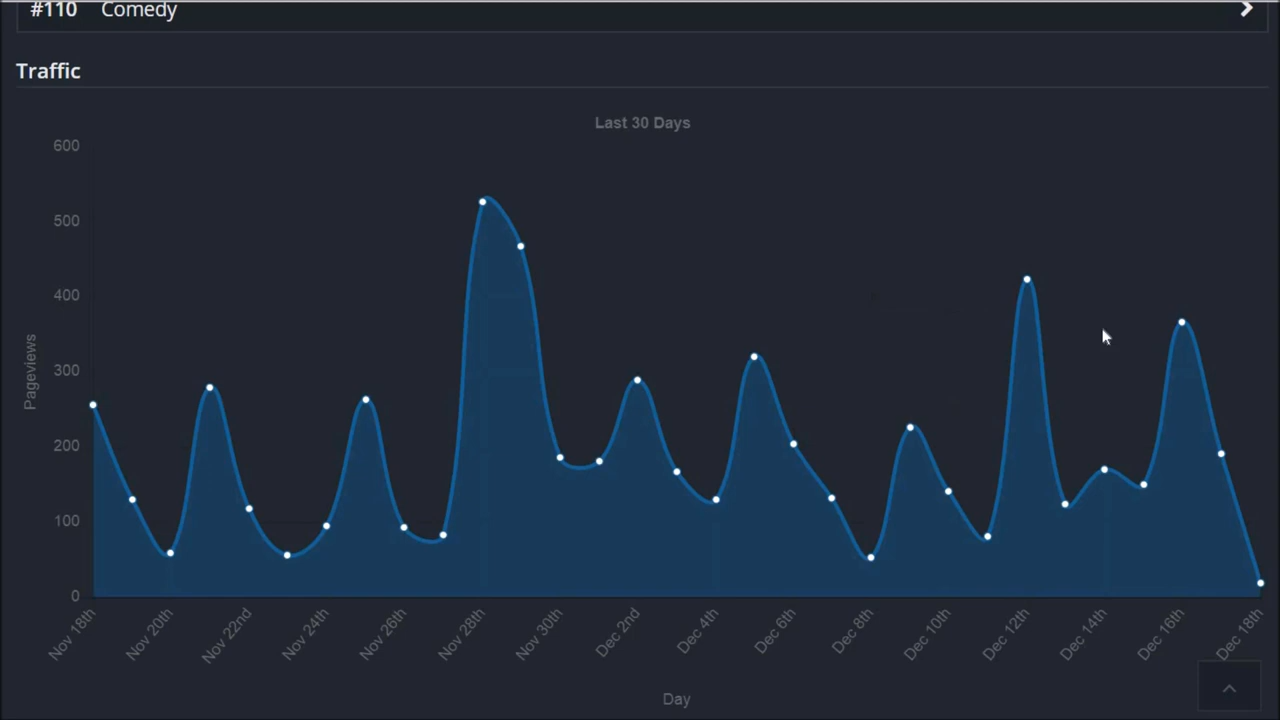 #110 Comedy
Traffic
Last 30 Days
600
500
400
300
200
100
0
Pageviews
Nov 18th
Nov 20th
Nov 22nd
Nov 24th
Nov 26th
Nov 28th
Nov 30th
Dec 2nd
Dec 4th
Dec 6th
Dec 8th
Dec 10th
Dec 12th
Dec 14th
Dec 16th
Dec 18th
Day